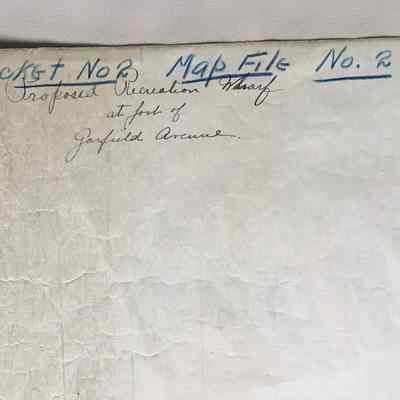 cket No 2 Map File No. 2
Proposed Recreation Wharf
at foot of
Garfield Avenue.